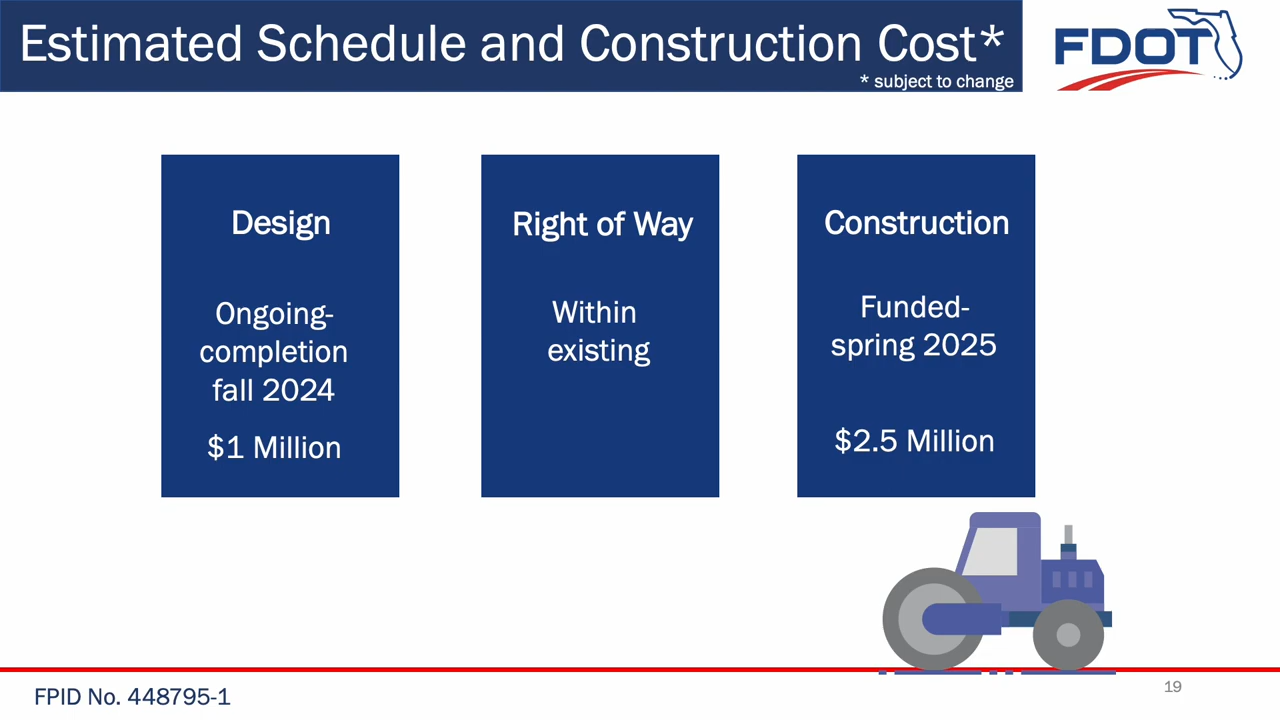 Estimated Schedule and Construction Cost*
* subject to change
FDOT
Design
Ongoing-
completion
fall 2024
$1 Million
Right of Way
Within
existing
Construction
Funded-
spring 2025
$2.5 Million
FPID No. 448795-1
19